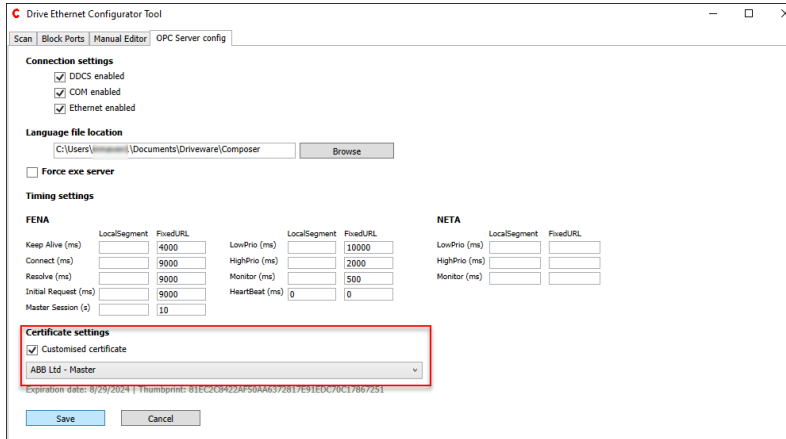 Drive Ethernet Configurator Tool
Scan Block Ports Manual Editor OPC Server config
Connection settings
DDCS enabled
COM enabled
Ethernet enabled
Language file location
C:\Users\ \Documents\Driveware\Composer Browse
Force exe server
Timing settings
FENA NETA
LocalSegment FixedURL LocalSegment FixedURL LocalSegment FixedURL
Keep Alive (ms) 4000 LowPrio (ms) 10000 LowPrio (ms)
Connect (ms) 9000 HighPrio (ms) 2000 HighPrio (ms)
Resolve (ms) 9000 Monitor (ms) 500 Monitor (ms)
Initial Request (ms) 9000 HeartBeat (ms) 0 0
Master Session (s) 10
Certificate settings
Customised certificate
ABB Ltd - Master
Expiration date: 8/29/2024 | Thumbprint: 81EC2C8422AF50AA6372817E91EDC70C17867251
Save Cancel